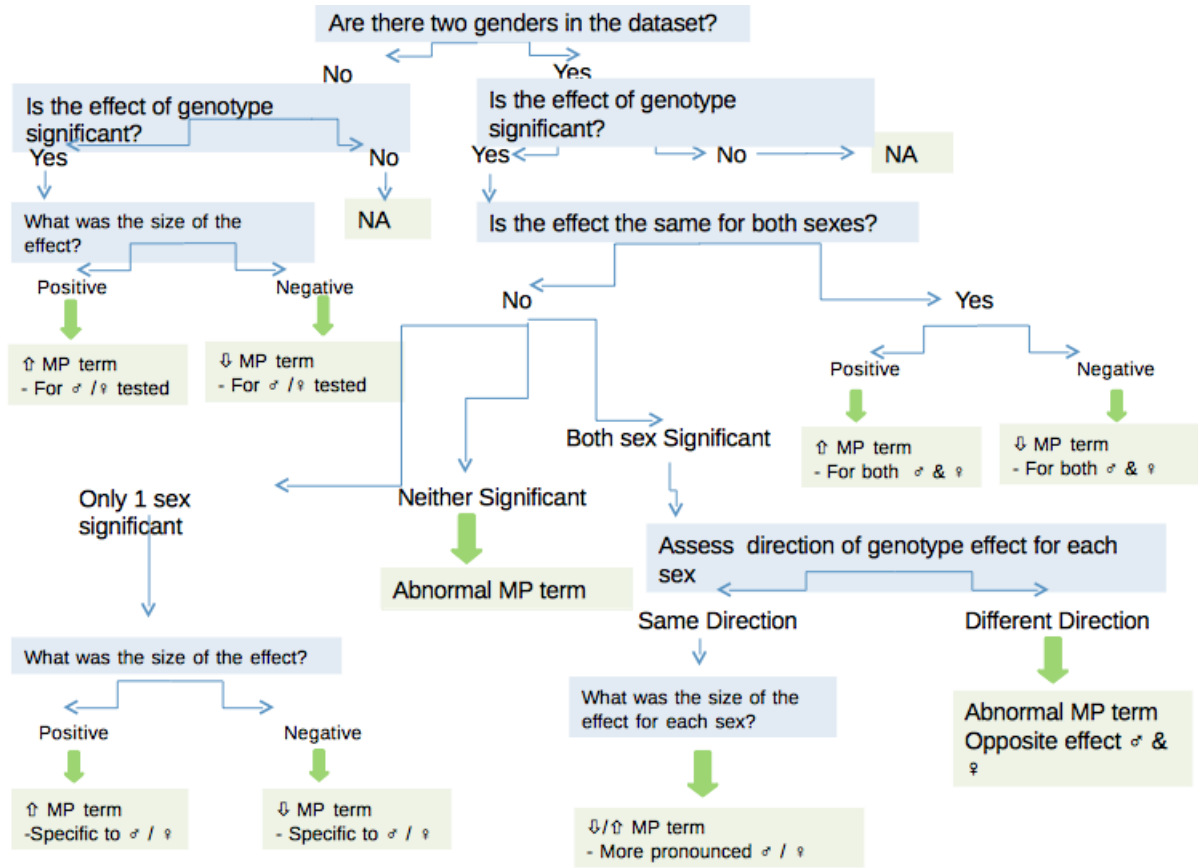 Are there two genders in the dataset?
No
Yes
Is the effect of genotype
significant?
Yes
No
NA
What was the size of the
effect?
Positive
Negative
⇧ MP term
- For ♂ /♀ tested
⇩ MP term
- For ♂ /♀ tested
Is the effect of genotype
significant?
Yes
No
NA
Is the effect the same for both sexes?
No
Yes
Positive
Negative
⇧ MP term
- For both ♂ & ♀
⇩ MP term
- For both ♂ & ♀
Only 1 sex
significant
Neither Significant
Both sex Significant
Abnormal MP term
What was the size of the effect?
Positive
Negative
⇧ MP term
-Specific to ♂ / ♀
⇩ MP term
- Specific to ♂ / ♀
Assess direction of genotype effect for each
sex
Same Direction
Different Direction
What was the size of the
effect for each sex?
⇩/⇧ MP term
- More pronounced ♂ / ♀
Abnormal MP term
Opposite effect ♂ &
♀